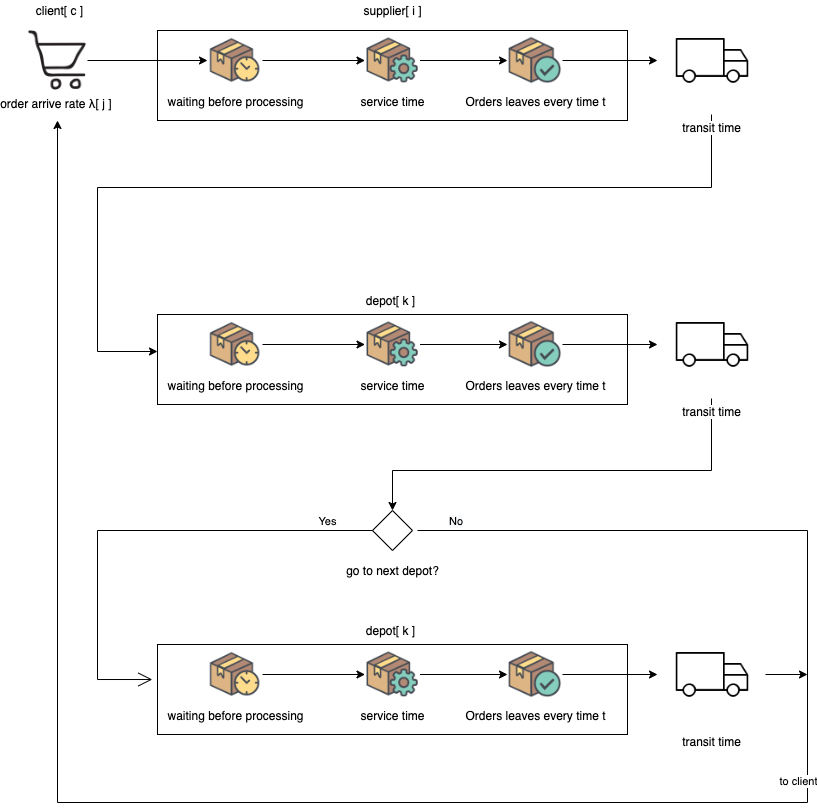 client[ c ]
supplier[ i ]
order arrive rate λ[ j ]
waiting before processing
service time
Orders leaves every time t
transit time
depot[ k ]
waiting before processing
service time
Orders leaves every time t
transit time
Yes
No
go to next depot?
depot[ k ]
waiting before processing
service time
Orders leaves every time t
transit time
to client